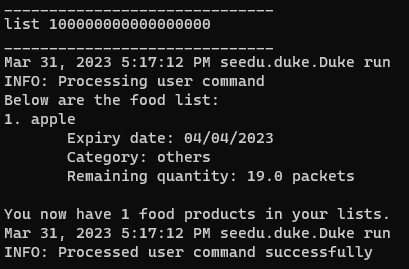 ______________________________
list 100000000000000000
______________________________
Mar 31, 2023 5:17:12 PM seedu.duke.Duke run
INFO: Processing user command
Below are the food list:
1. apple
Expiry date: 04/04/2023
Category: others
Remaining quantity: 19.0 packets
You now have 1 food products in your lists.
Mar 31, 2023 5:17:12 PM seedu.duke.Duke run
INFO: Processed user command successfully